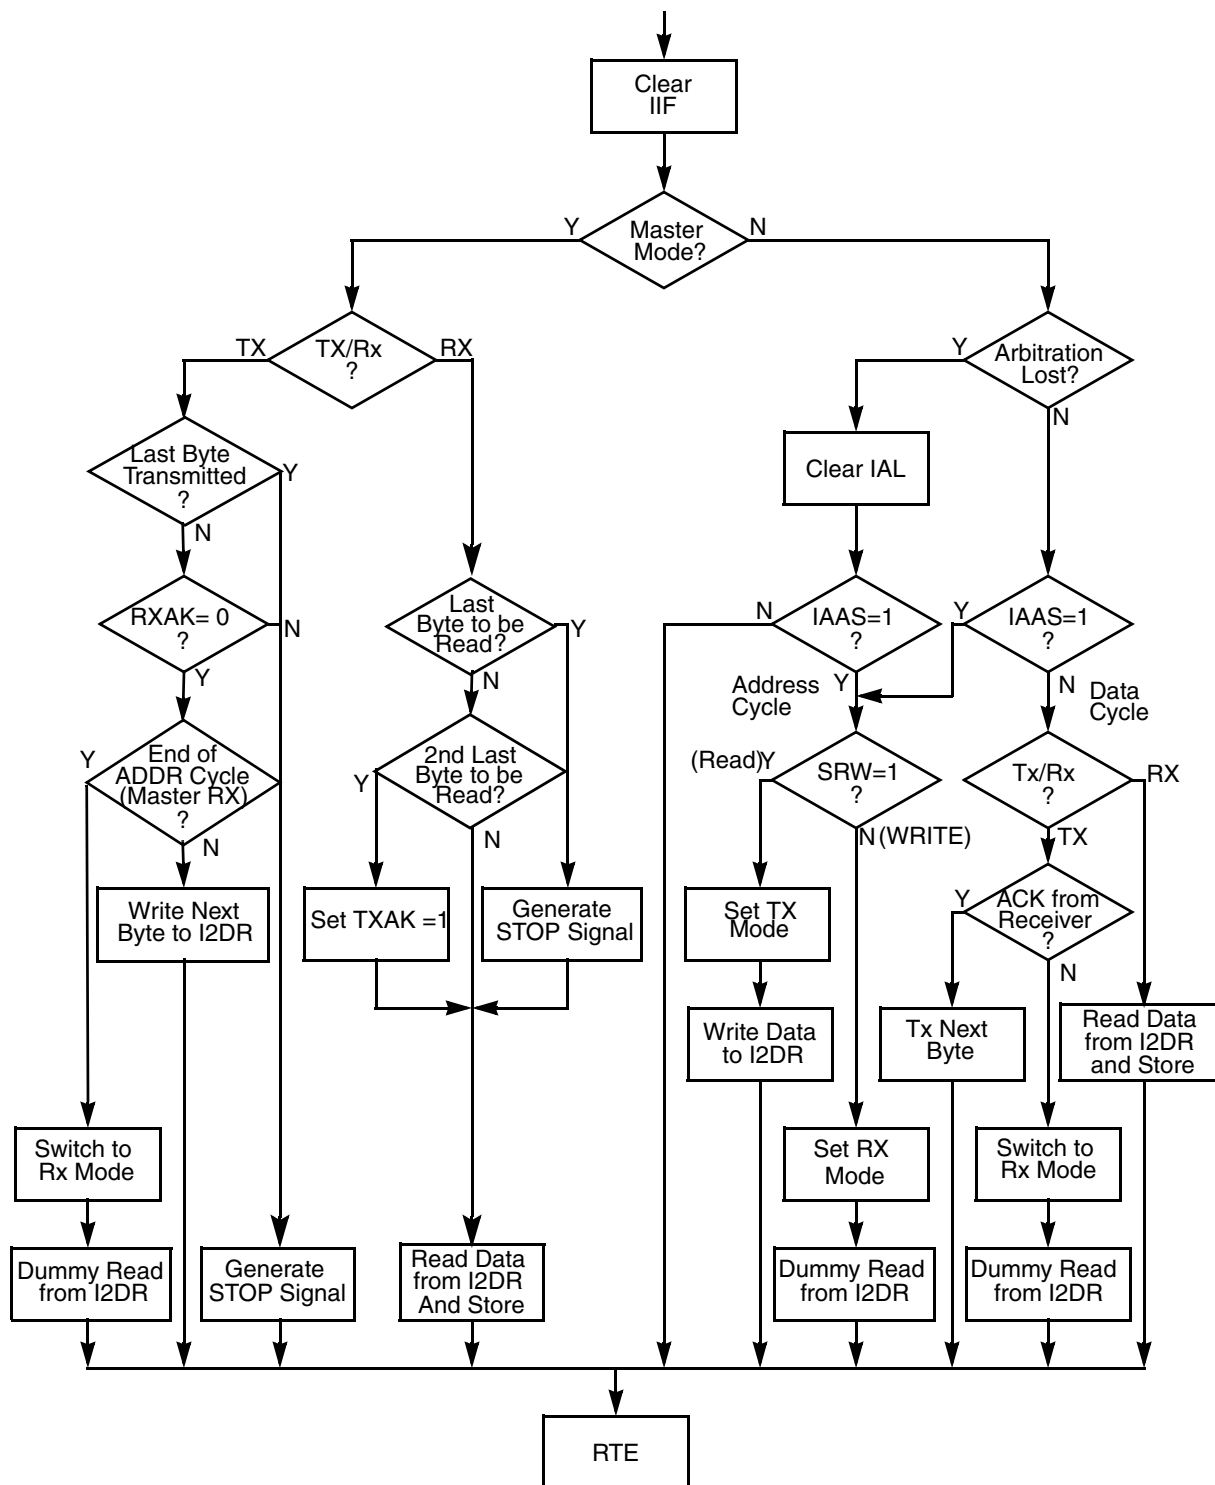 Clear
IIF
Y
Master
Mode?
N
TX
TX/Rx
?
RX
Y
Arbitration
Lost?
N
Last Byte
Transmitted
?
Y
N
Clear IAL
RXAK= 0
?
N
Y
Last
Byte to be
Read?
Y
N
N
IAAS=1
?
Y
Address
Cycle
Y
IAAS=1
?
N
Data
Cycle
Y
End of
ADDR Cycle
(Master RX)
?
N
Y
2nd Last
Byte to be
Read?
N
(Read)Y
SRW=1
?
N (WRITE)
Tx/Rx
?
RX
TX
Write Next
Byte to I2DR
Set TXAK =1
Generate
STOP Signal
Set TX
Mode
Y
ACK from
Receiver
?
N
Write Data
to I2DR
Tx Next
Byte
Read Data
from I2DR
and Store
Switch to
Rx Mode
Set RX
Mode
Switch to
Rx Mode
Dummy Read
from I2DR
Generate
STOP Signal
Read Data
from I2DR
And Store
Dummy Read
from I2DR
Dummy Read
from I2DR
RTE